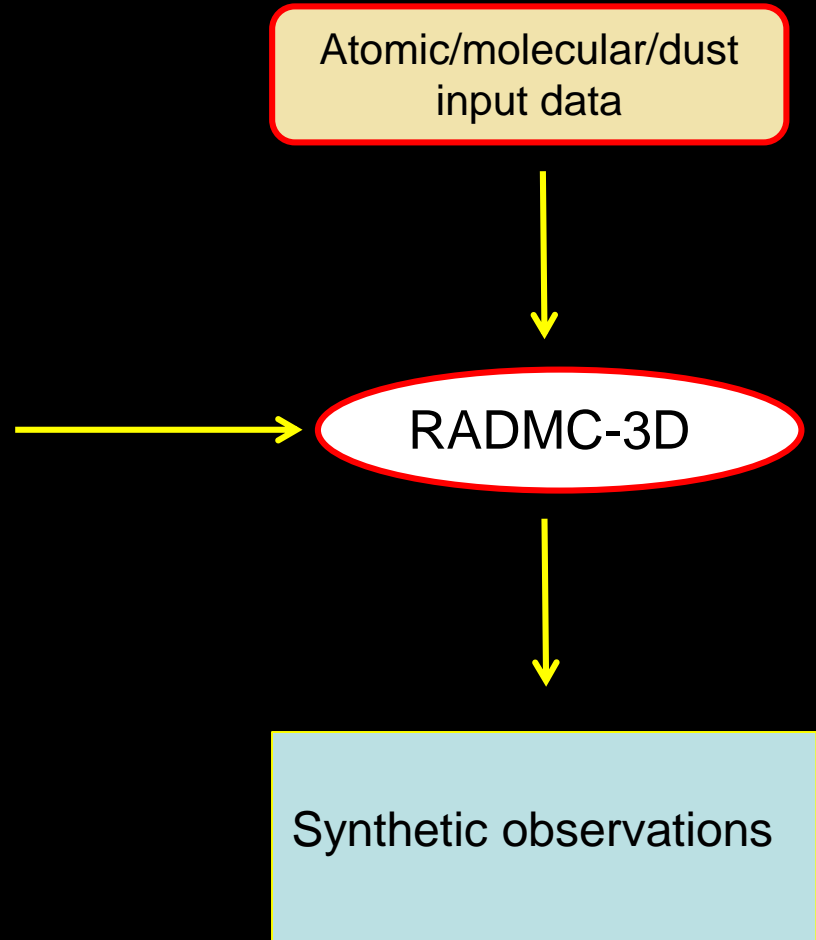 Atomic/molecular/dust
input data
RADMC-3D
Synthetic observations